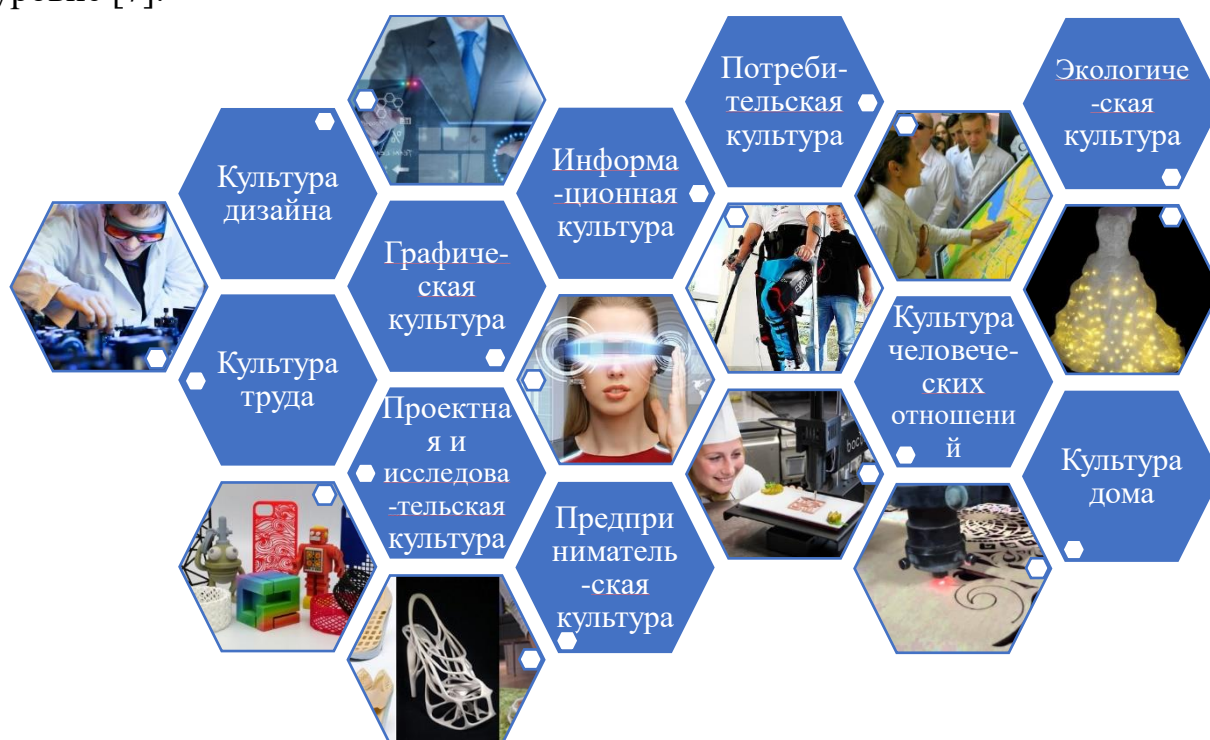 уровне [7].
Культура
дизайна
Культура
труда
Графиче-
ская
культура
Проектна
я и
исследова
-тельская
культура
Информа
-ционная
культура
Предпри
ниматель
-ская
культура
Потреби-
тельская
культура
Культура
человече-
ских
отношени
й
Экологиче
-ская
культура
Культура
дома